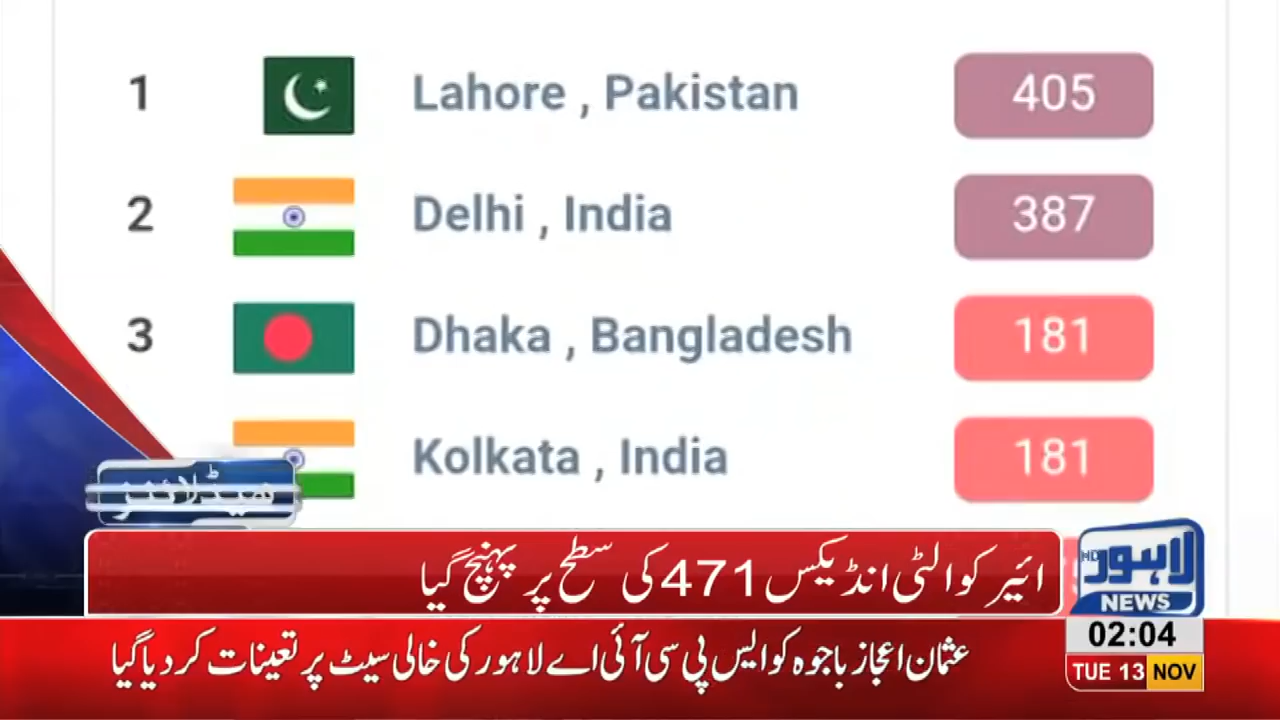 1 Lahore , Pakistan 405
2 Delhi , India 387
3 Dhaka , Bangladesh 181
Kolkata , India 181
ہیڈلائنز
ائیر کوالٹی انڈیکس 471 کی سطح پر پہنچ گیا
HD لاہور
NEWS
عثمان اعجاز باجوہ کو ایس پی سی آئی اے لاہور کی خالی سیٹ پر تعینات کر دیا گیا
02:04
TUE 13 NOV